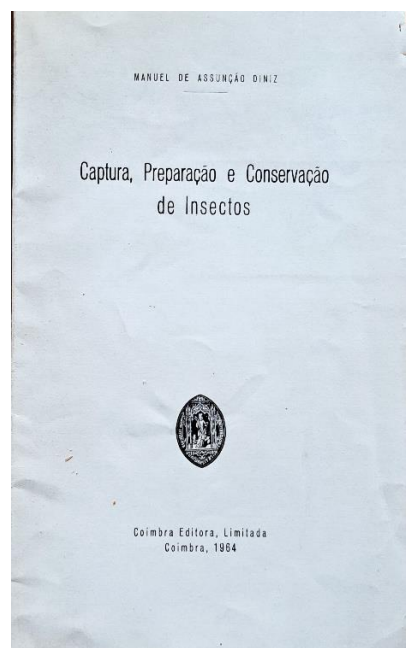 MANUEL DE ASSUNÇÃO DINIZ
Captura, Preparação e Conservação
de Insectos
Coimbra Editora, Limitada
Coimbra, 1964